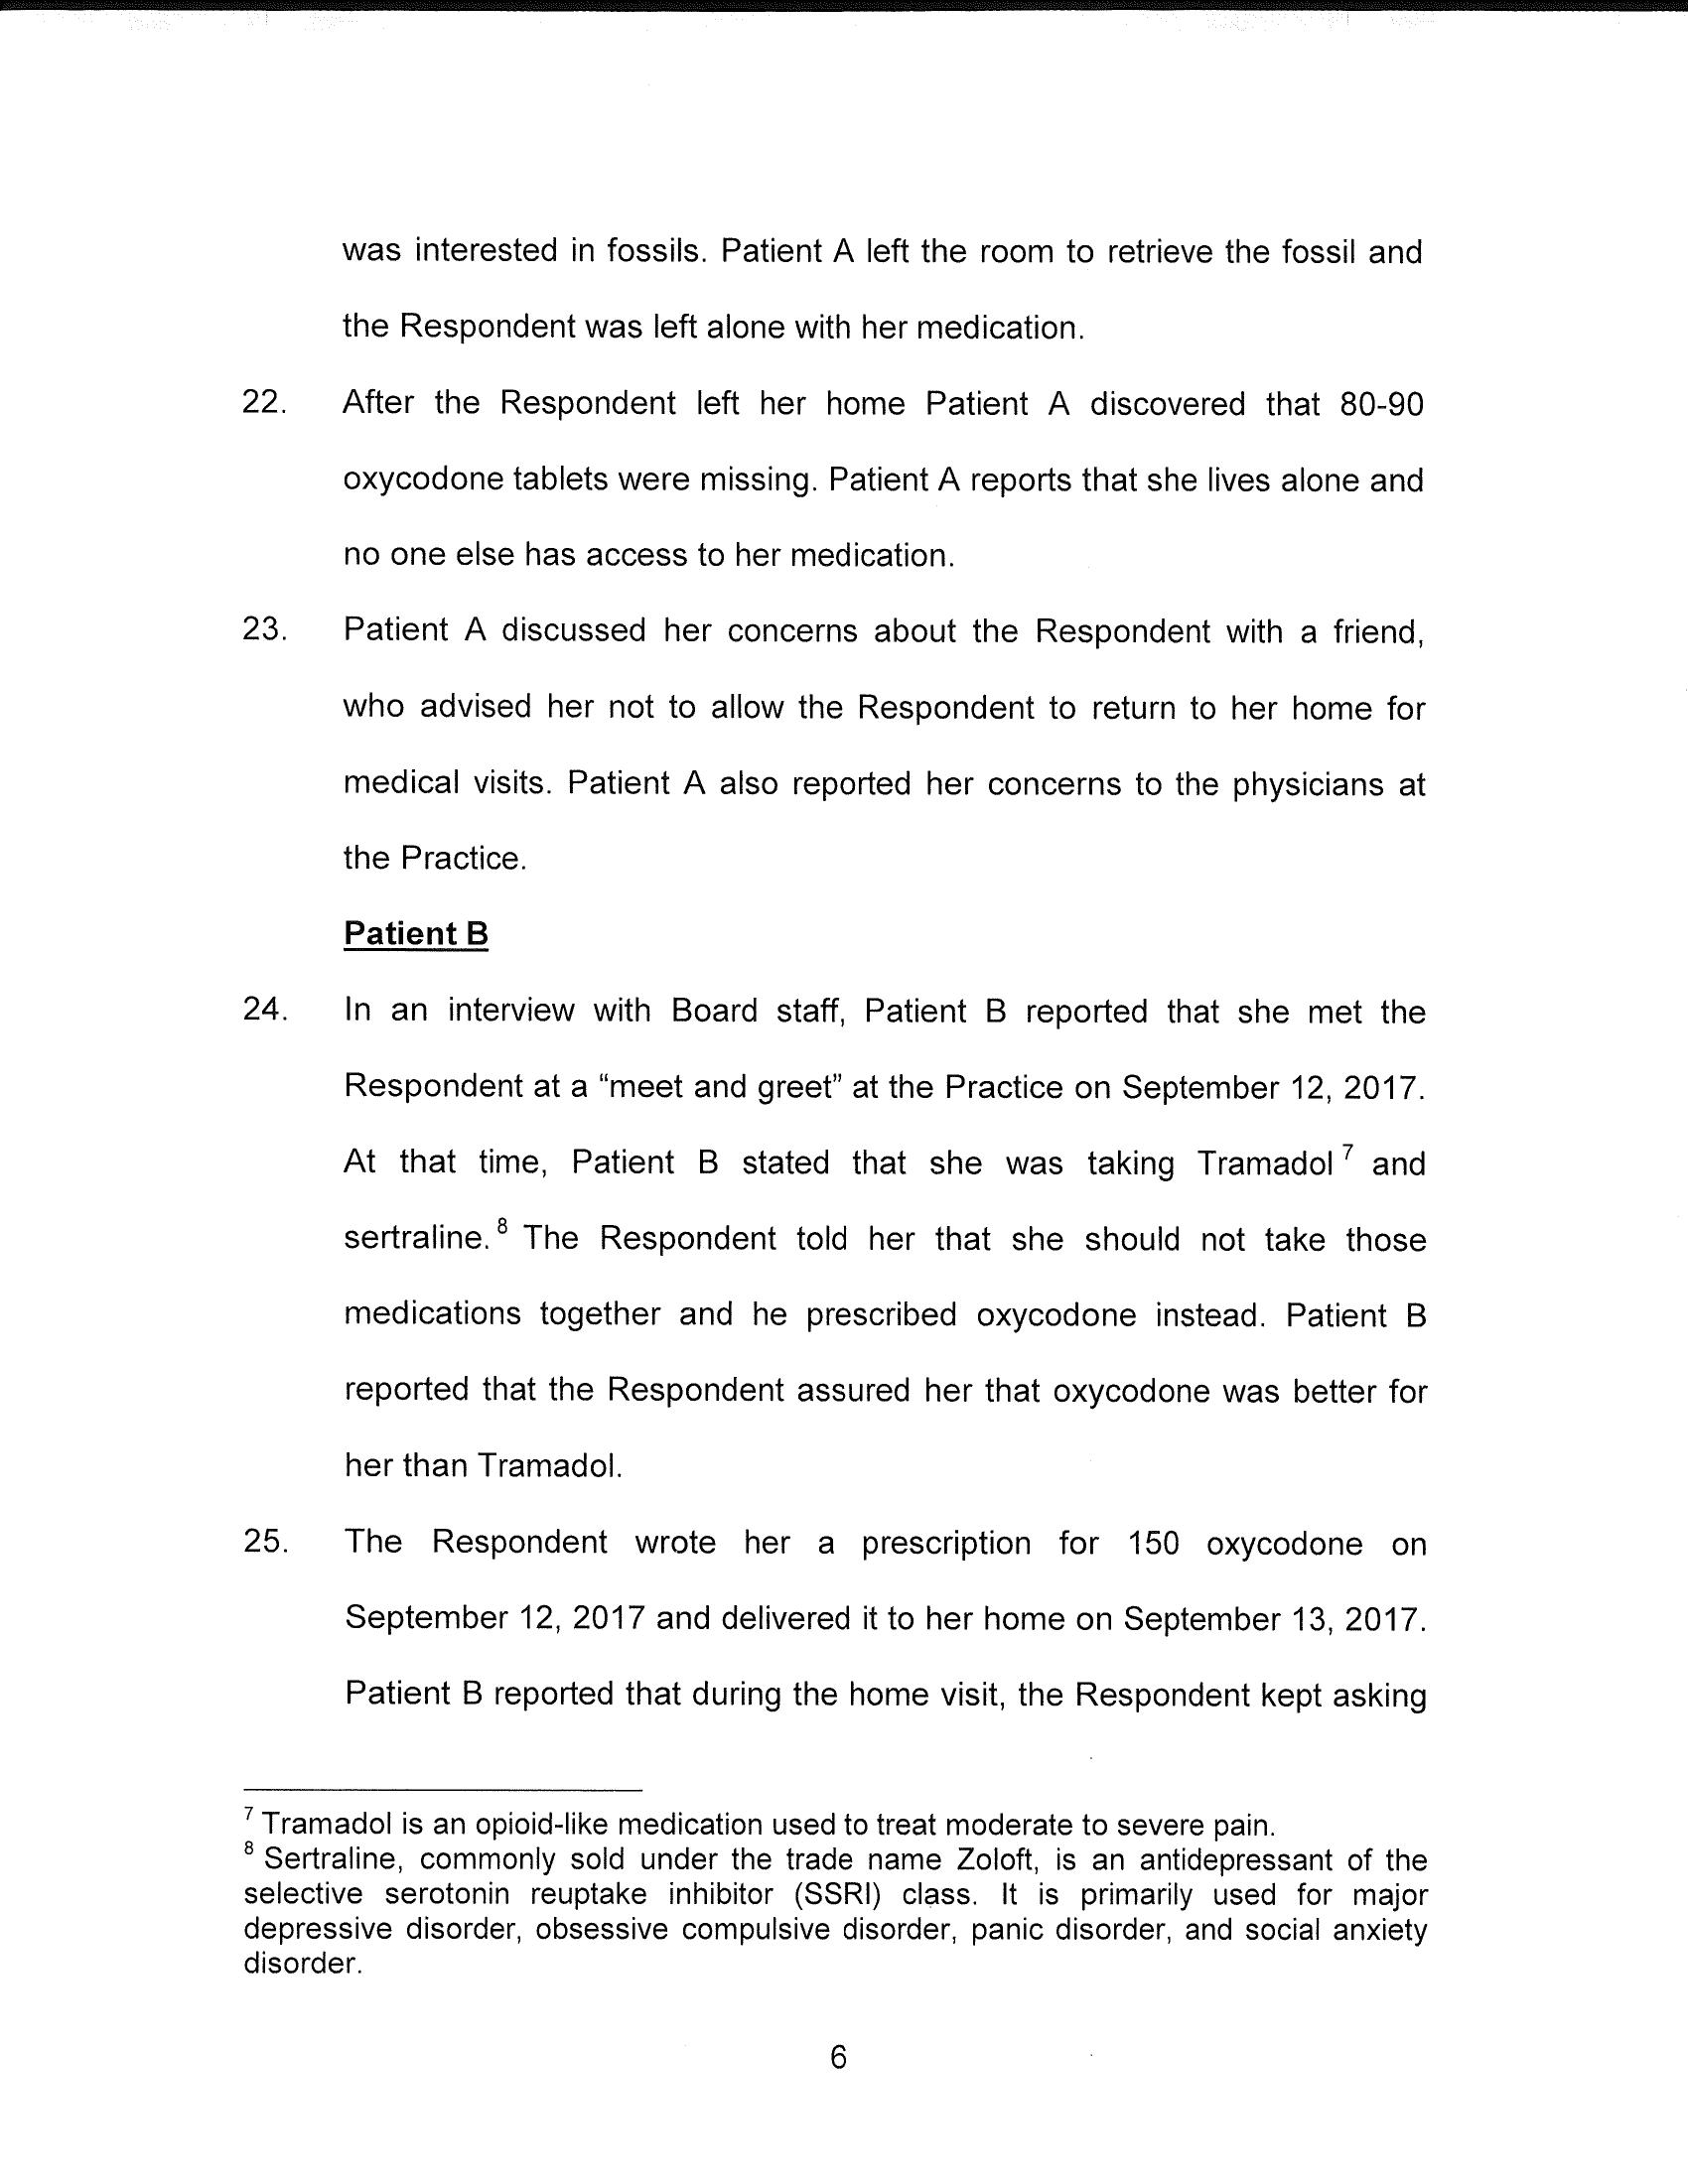 was interested in fossils. Patient A left the room to retrieve the fossil and
the Respondent was left alone with her medication.
22. After the Respondent left her home Patient A discovered that 80-90
oxycodone tablets were missing. Patient A reports that she lives alone and
no one else has access to her medication.
23. Patient A discussed her concerns about the Respondent with a friend,
who advised her not to allow the Respondent to return to her home for
medical visits. Patient A also reported her concerns to the physicians at
the Practice.
Patient B
24. In an interview with Board staff, Patient B reported that she met the
Respondent at a “meet and greet” at the Practice on September 12, 2017.
At that time, Patient B stated that she was taking Tramadol 7 and
sertraline. 8 The Respondent told her that she should not take those
medications together and he prescribed oxycodone instead. Patient B
reported that the Respondent assured her that oxycodone was better for
her than Tramadol.
25. The Respondent wrote her a prescription for 150 oxycodone on
September 12, 2017 and delivered it to her home on September 13, 2017.
Patient B reported that during the home visit, the Respondent kept asking
7 Tramadol is an opioid-like medication used to treat moderate to severe pain.
8 Sertraline, commonly sold under the trade name Zoloft, is an antidepressant of the
selective serotonin reuptake inhibitor (SSRI) class. It is primarily used for major
depressive disorder, obsessive compulsive disorder, panic disorder, and social anxiety
disorder.
6